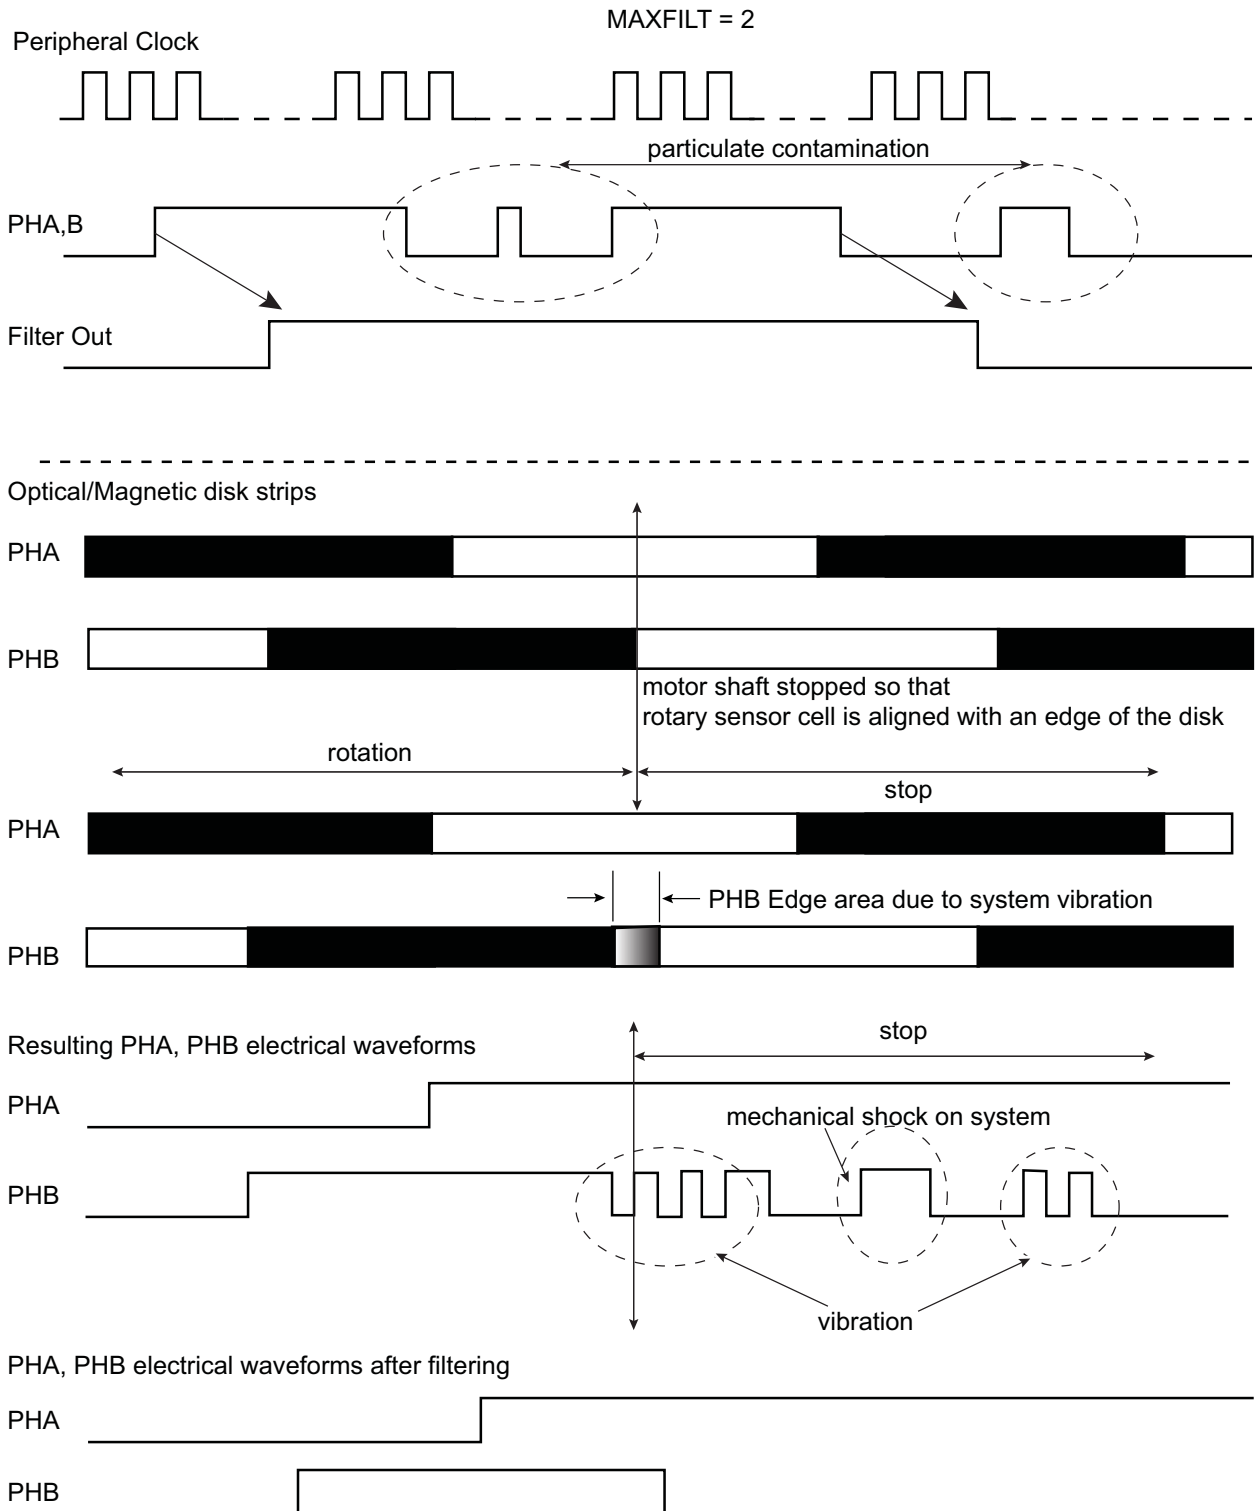 MAXFILT = 2
Peripheral Clock
particulate contamination
PHA,B
Filter Out
Optical/Magnetic disk strips
PHA
PHB
motor shaft stopped so that
rotary sensor cell is aligned with an edge of the disk
rotation
stop
PHA
PHB Edge area due to system vibration
PHB
stop
Resulting PHA, PHB electrical waveforms
PHA
mechanical shock on system
PHB
vibration
PHA, PHB electrical waveforms after filtering
PHA
PHB